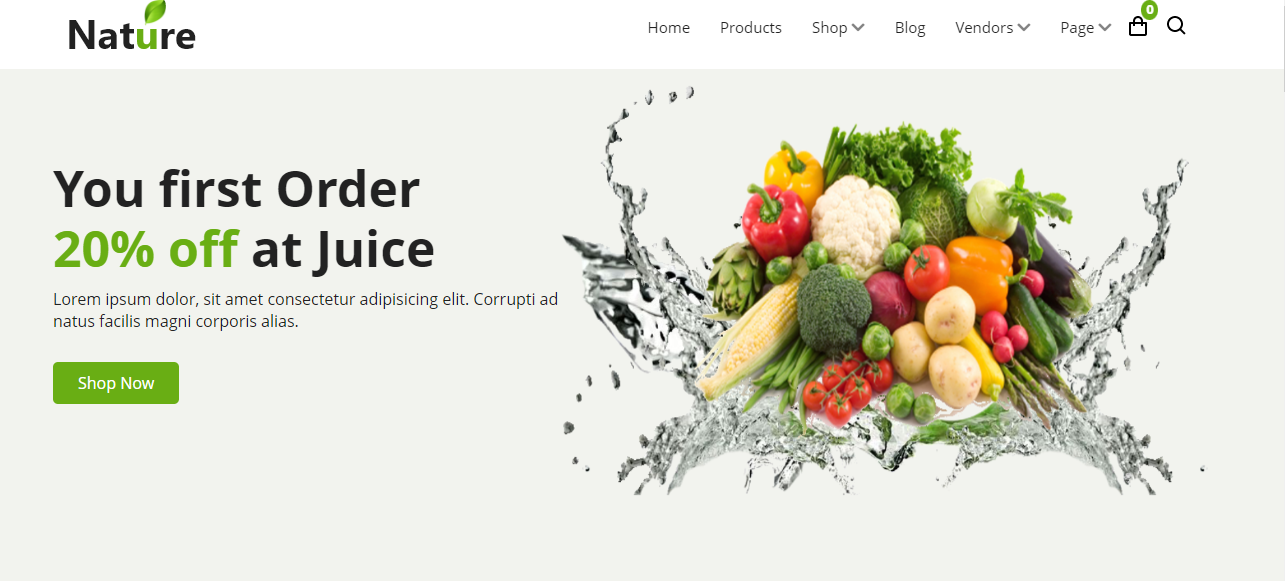 Nature
Home Products Shop Blog Vendors Page 0
You first Order
20% off at Juice
Lorem ipsum dolor, sit amet consectetur adipisicing elit. Corrupti ad
natus facilis magni corporis alias.
Shop Now